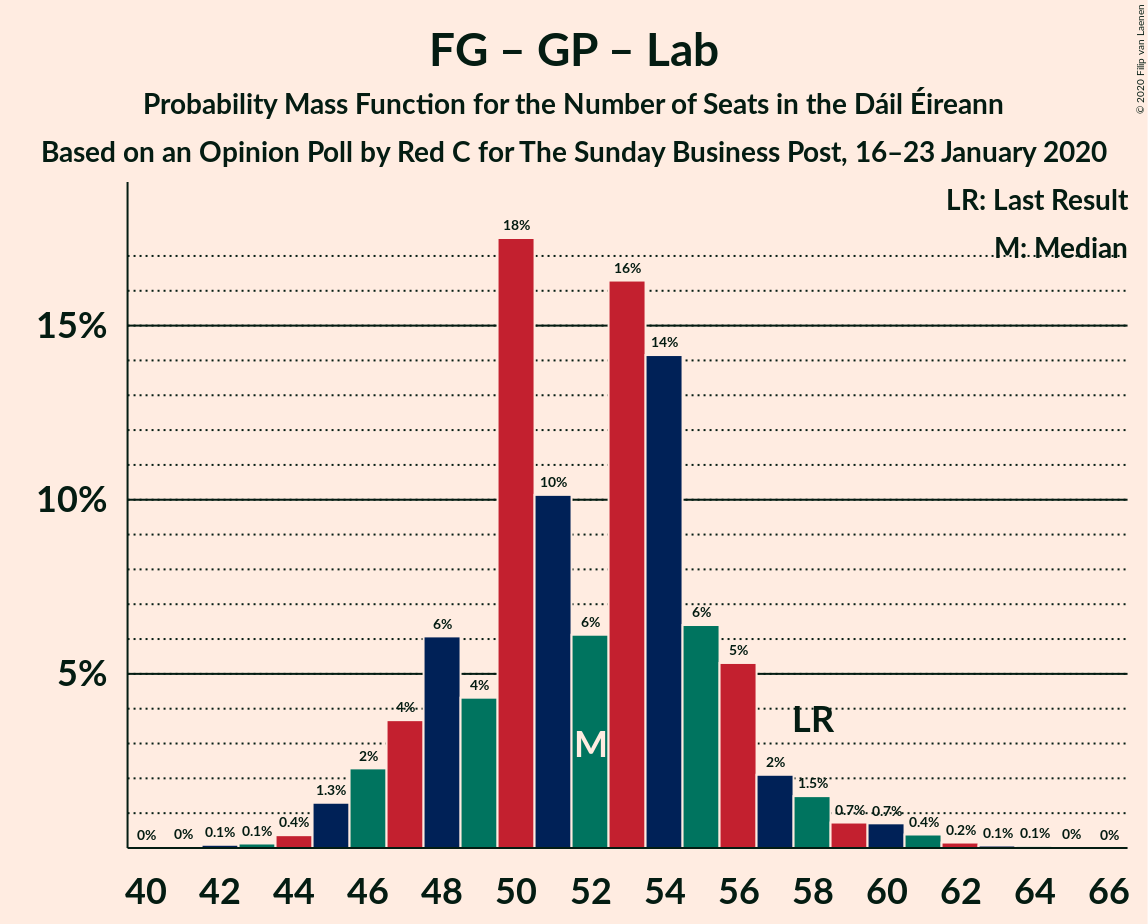 FG – GP – Lab
Probability Mass Function for the Number of Seats in the Dáil Éireann
Based on an Opinion Poll by Red C for The Sunday Business Post, 16–23 January 2020
© 2020 Filip van Laenen
LR: Last Result
M: Median
15%
10%
5%
0% 0% 0.1% 0.1% 0.4% 1.3% 2% 4% 6% 4% 18% 10% 6% 16% 14% 6% 5% 2% 1.5% 0.7% 0.7% 0.4% 0.2% 0.1% 0.1% 0% 0%
M
LR
40 42 44 46 48 50 52 54 56 58 60 62 64 66